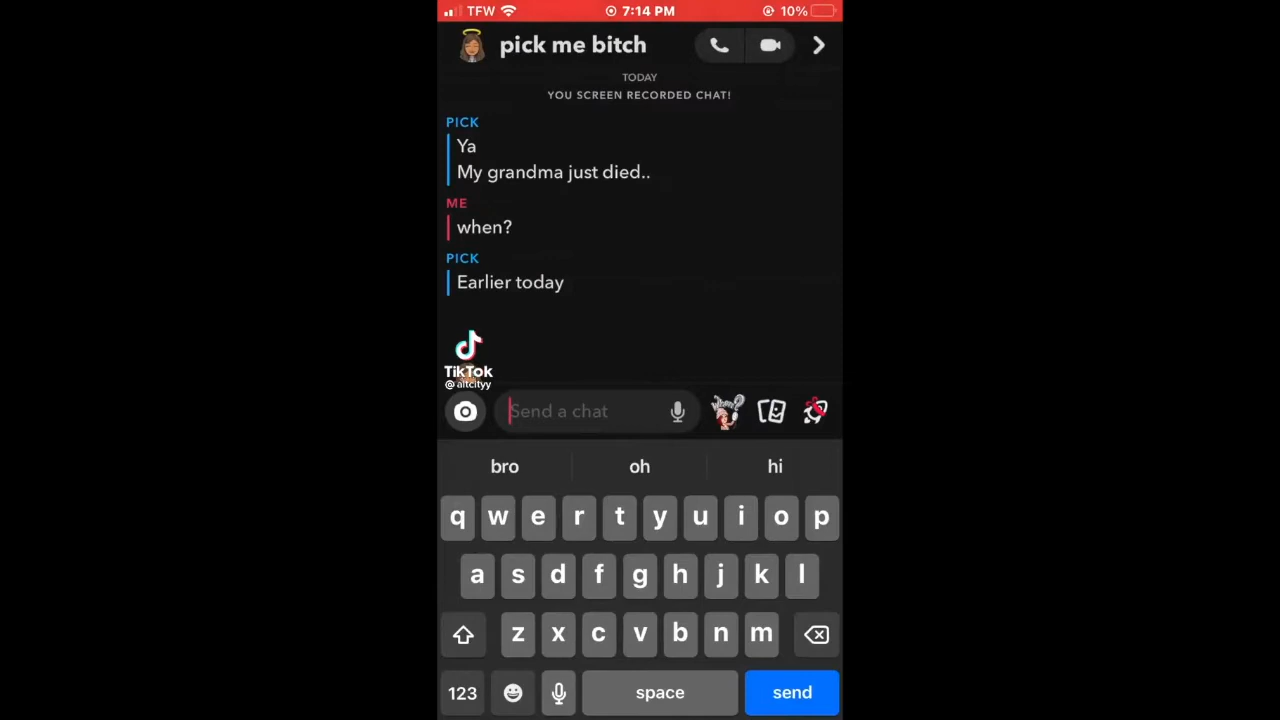 TFW 7:14 PM 10%
pick me bitch
TODAY
YOU SCREEN RECORDED CHAT!
PICK
Ya
My grandma just died..
ME
when?
PICK
Earlier today
TikTok
@aitcityy
Send a chat
bro oh hi
q w e r t y u i o p
a s d f g h j k l
z x c v b n m
123 space send